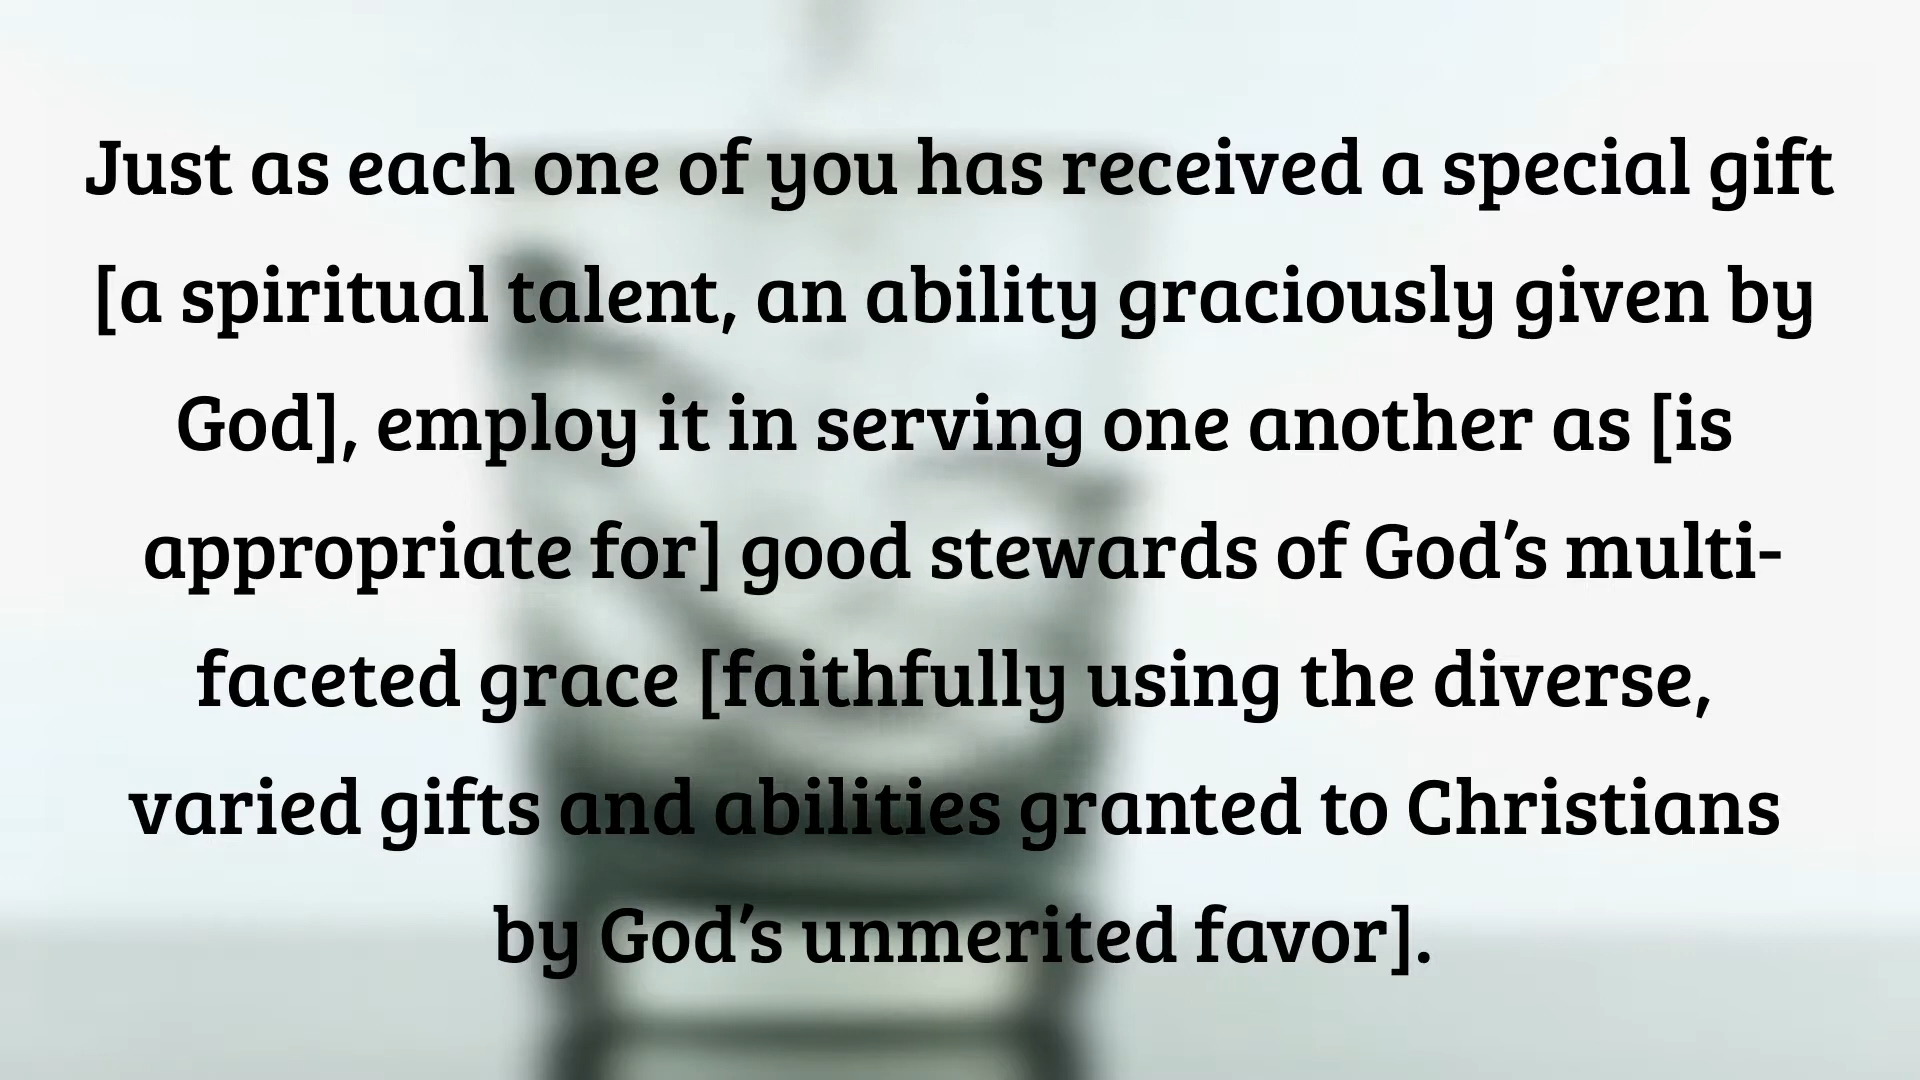 Just as each one of you has received a special gift
[a spiritual talent, an ability graciously given by
God], employ it in serving one another as [is
appropriate for] good stewards of God’s multi-
faceted grace [faithfully using the diverse,
varied gifts and abilities granted to Christians
by God’s unmerited favor].